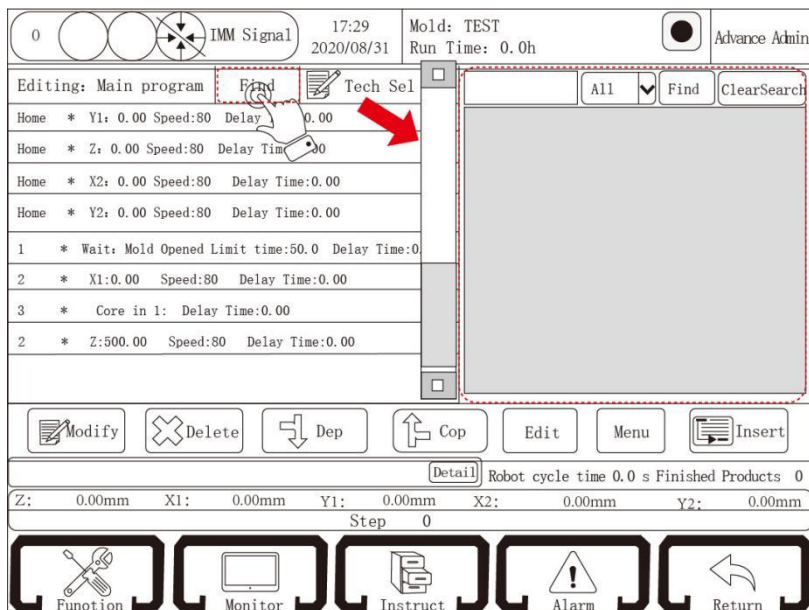 0 IMM Signal 17:29 Mold: TEST Advance Admin
2020/08/31 Run Time: 0.0h
Editing: Main program Find Tech Sel All Find ClearSearch
Home * Y1: 0.00 Speed:80 Delay 0.00
Home * Z: 0.00 Speed:80 Delay Tim 00
Home * X2: 0.00 Speed:80 Delay Time:0.00
Home * Y2: 0.00 Speed:80 Delay Time:0.00
1 * Wait: Mold Opened Limit time:50.0 Delay Time:0.
2 * X1:0.00 Speed:80 Delay Time:0.00
3 * Core in 1: Delay Time:0.00
2 * Z:500.00 Speed:80 Delay Time:0.00
Modify Delete Dep Cop Edit Menu Insert
Detail Robot cycle time 0.0 s Finished Products 0
Z: 0.00mm X1: 0.00mm Y1: 0.00mm X2: 0.00mm Y2: 0.00mm
Step 0
Funotion Monitor Instruct Alarm Return